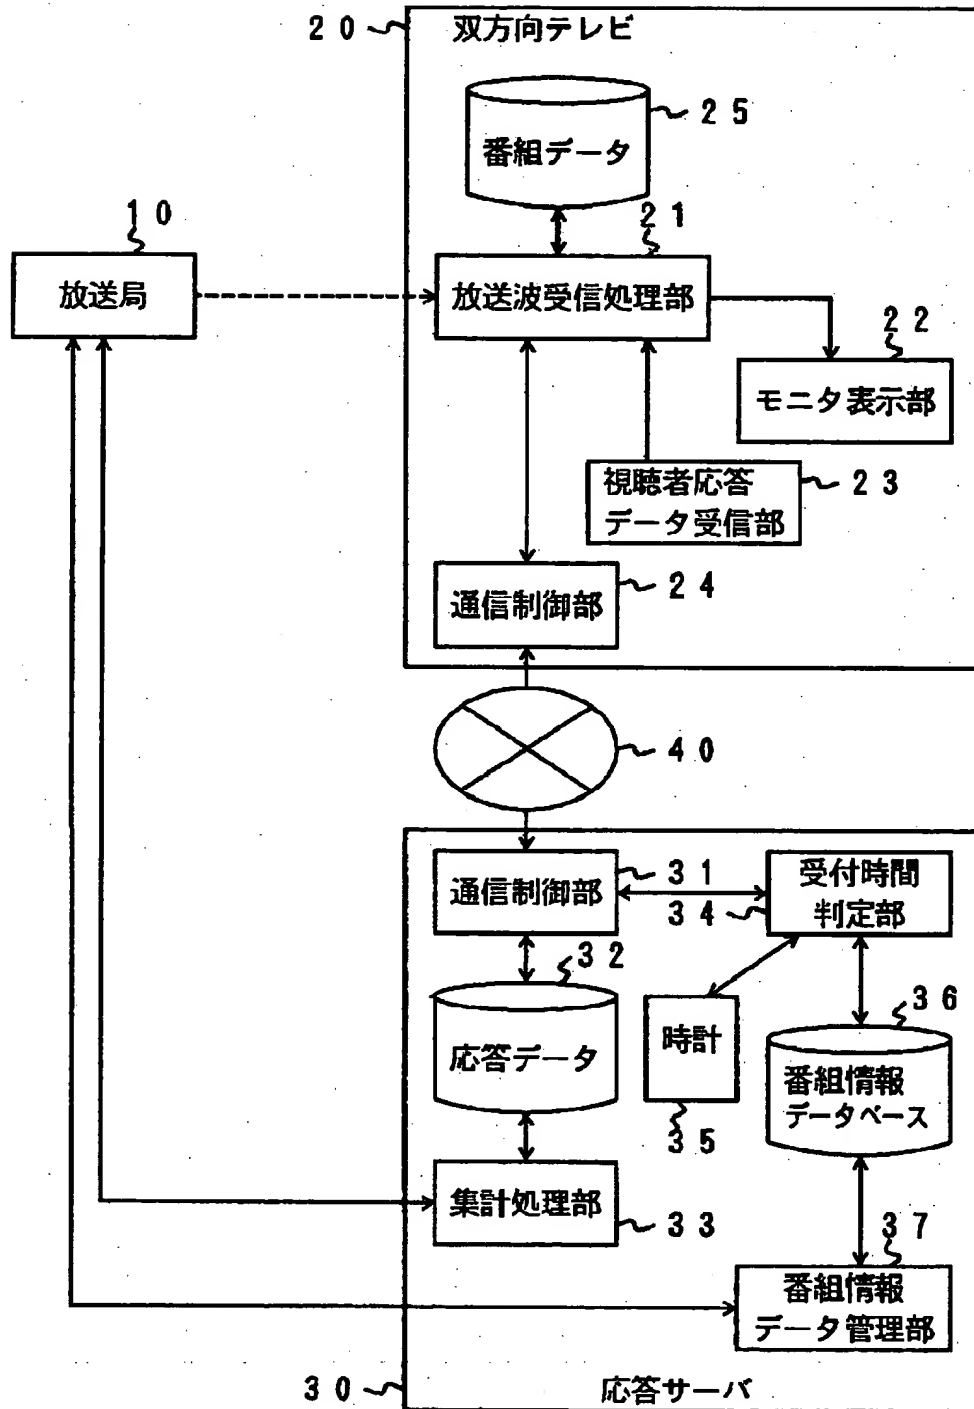 20
双方向テレビ
25
番組データ
10
21
放送局
放送波受信処理部
22
モニタ表示部
視聴者応答
データ受信部
23
24
通信制御部
40
31
通信制御部
34
受付時間
判定部
32
36
応答データ
時計
番組情報
データベース
35
集計処理部
33
37
番組情報
データ管理部
30
応答サーバ